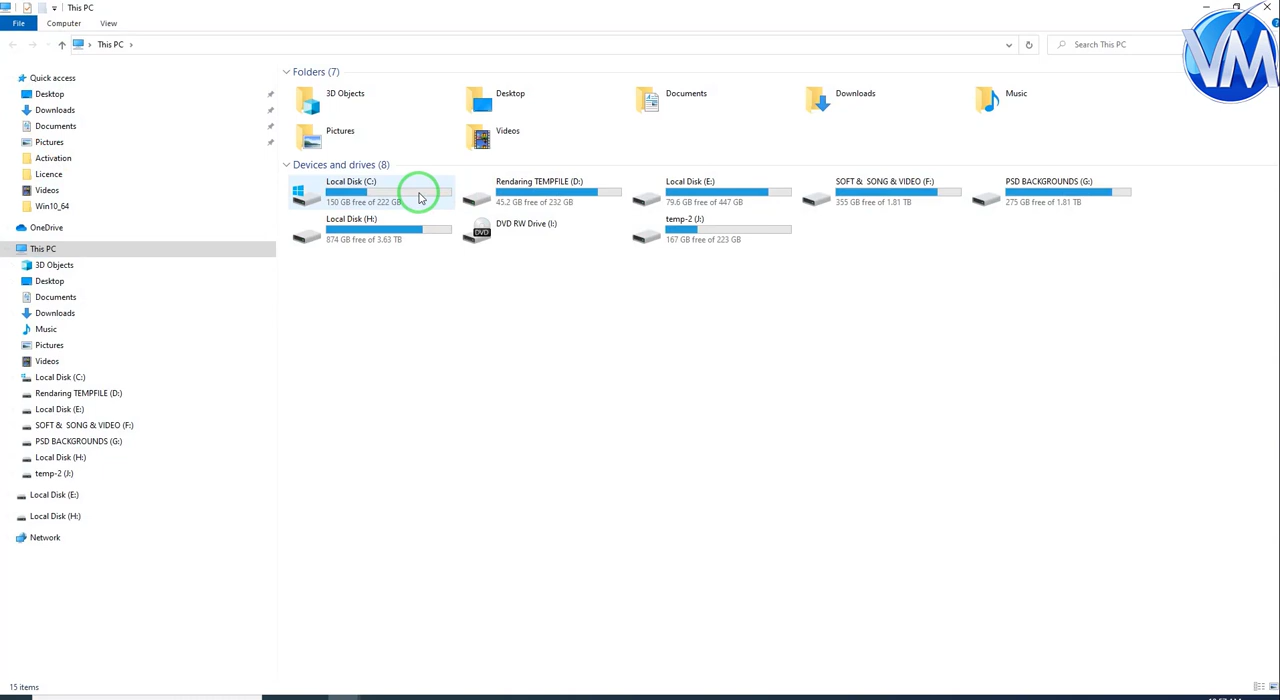 This PC
File Computer View
This PC
Search This PC
VM
Quick access
Desktop
Downloads
Documents
Pictures
Activation
Licence
Videos
Win10_64
OneDrive
This PC
3D Objects
Desktop
Documents
Downloads
Music
Pictures
Videos
Local Disk (C:)
Rendaring TEMPFILE (D:)
Local Disk (E:)
SOFT & SONG & VIDEO (F:)
PSD BACKGROUNDS (G:)
Local Disk (H:)
temp-2 (J:)
Local Disk (E:)
Local Disk (H:)
Network
Folders (7)
3D Objects
Desktop
Documents
Downloads
Music
Pictures
Videos
Devices and drives (8)
Local Disk (C:)
150 GB free of 222 GB
Rendaring TEMPFILE (D:)
45.2 GB free of 232 GB
Local Disk (E:)
79.6 GB free of 447 GB
SOFT & SONG & VIDEO (F:)
355 GB free of 1.81 TB
PSD BACKGROUNDS (G:)
275 GB free of 1.81 TB
Local Disk (H:)
874 GB free of 3.63 TB
DVD RW Drive (I:)
DVD
temp-2 (J:)
167 GB free of 223 GB
15 items